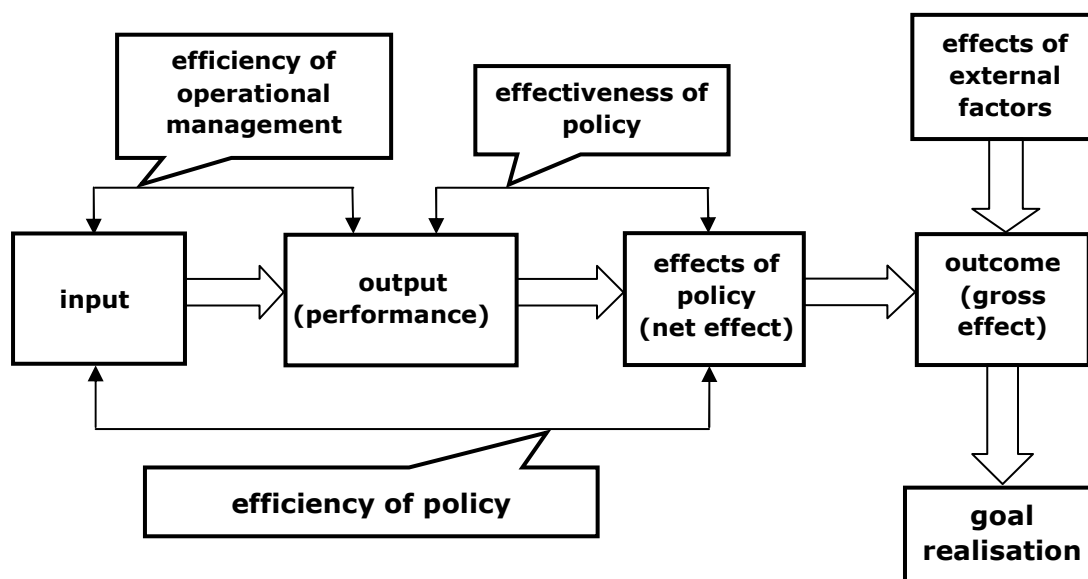 efficiency of
operational
management
effectiveness of
policy
effects of
external
factors
input
output
(performance)
effects of
policy
(net effect)
outcome
(gross
effect)
efficiency of policy
goal
realisation